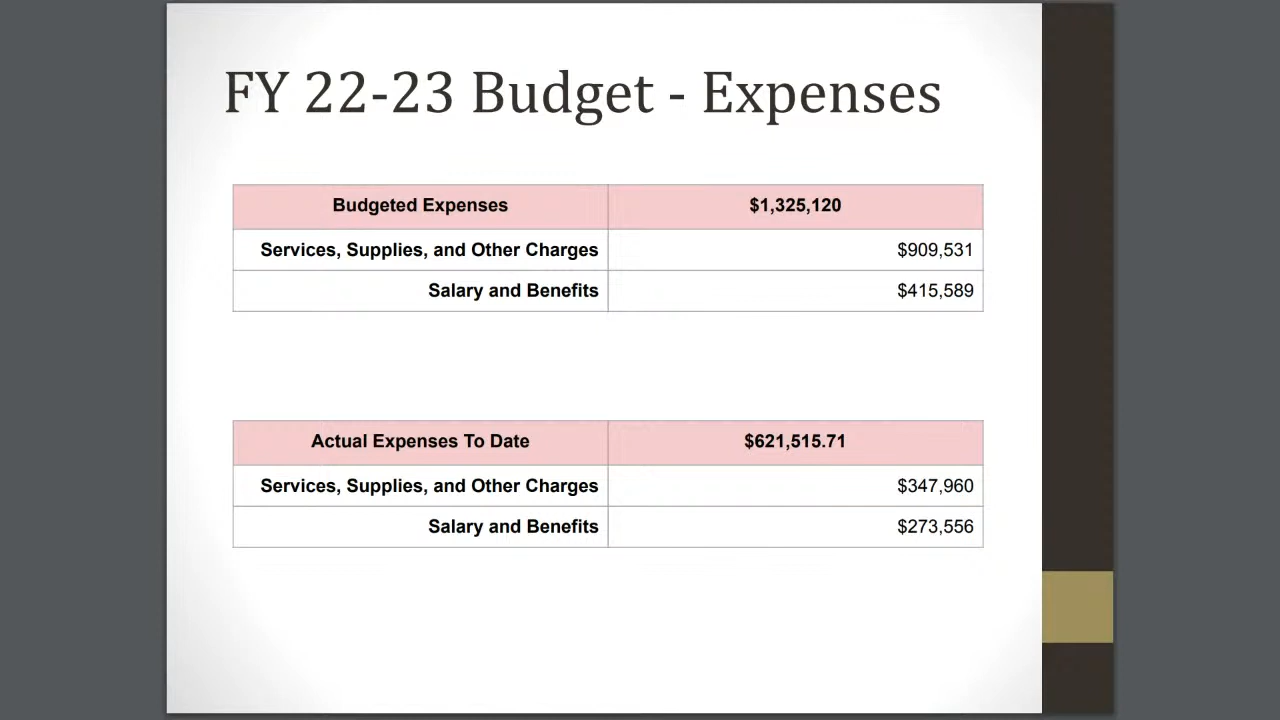 FY 22-23 Budget - Expenses
Budgeted Expenses $1,325,120
Services, Supplies, and Other Charges $909,531
Salary and Benefits $415,589
Actual Expenses To Date $621,515.71
Services, Supplies, and Other Charges $347,960
Salary and Benefits $273,556